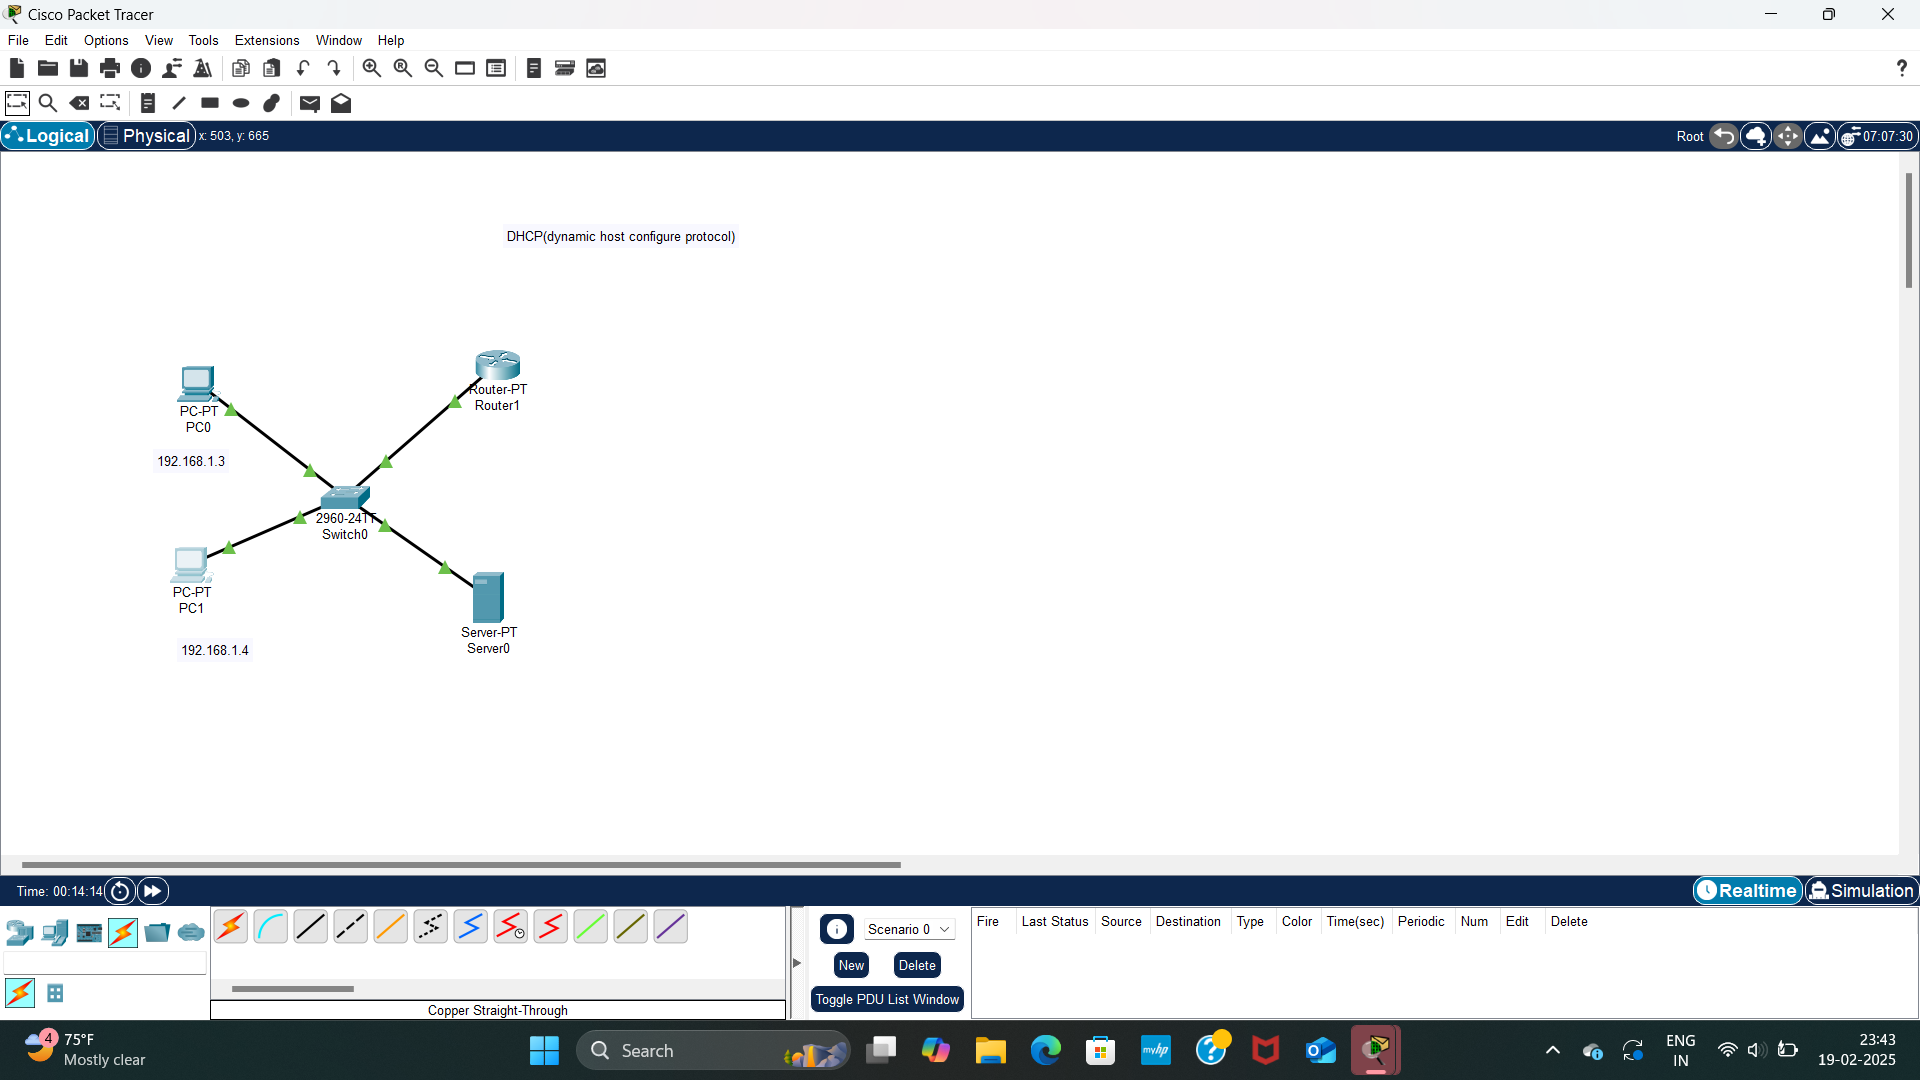 Cisco Packet Tracer
File Edit Options View Tools Extensions Window Help
Logical Physical x: 503, y: 665 Root 07:07:30
DHCP(dynamic host configure protocol)
Router-PT
Router1
PC-PT
PC0
192.168.1.3
2960-24TT
Switch0
PC-PT
PC1
192.168.1.4
Server-PT
Server0
Time: 00:14:14 Realtime Simulation
Scenario 0
New Delete
Toggle PDU List Window
Fire Last Status Source Destination Type Color Time(sec) Periodic Num Edit Delete
Copper Straight-Through
4 75°F
Mostly clear
Search
myhp
ENG
IN
23:43
19-02-2025